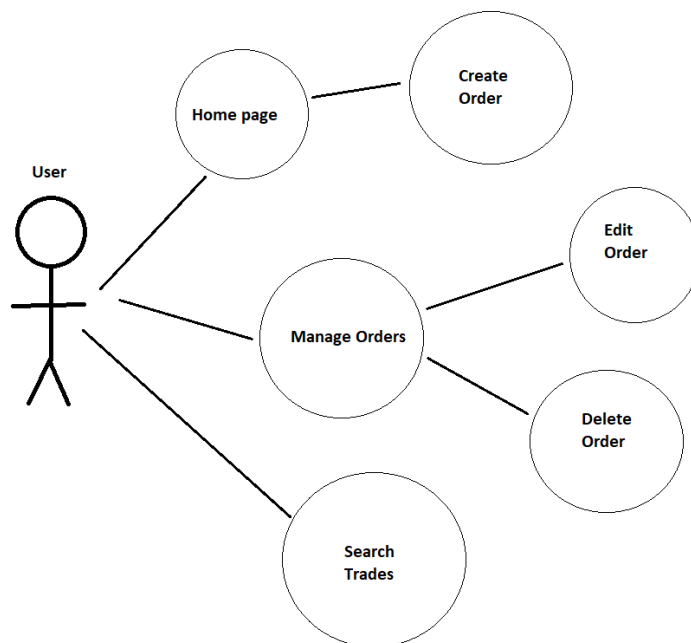 Create
Order
Home page
User
Edit
Order
Manage Orders
Delete
Order
Search
Trades